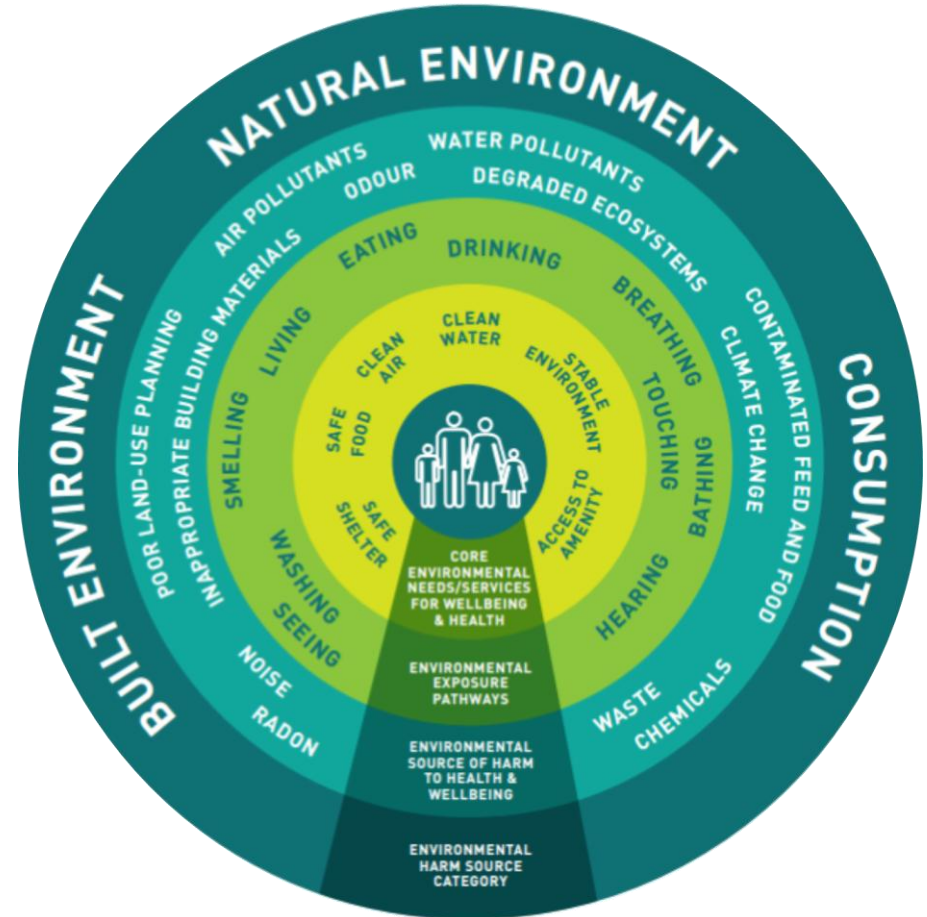 NATURAL ENVIRONMENT
BUILT ENVIRONMENT
CONSUMPTION
AIR POLLUTANTS
ODOUR
WATER POLLUTANTS
DEGRADED ECOSYSTEMS
POOR LAND-USE PLANNING
INAPPROPRIATE BUILDING MATERIALS
CONTAMINATED FEED AND FOOD
CLIMATE CHANGE
NOISE
RADON
WASTE
CHEMICALS
EATING
DRINKING
BREATHING
LIVING
TOUCHING
SMELLING
BATHING
WASHING
SEEING
HEARING
CLEAN
AIR
CLEAN
WATER
STABLE
ENVIRONMENT
SAFE
FOOD
SAFE
SHELTER
ACCESS TO
AMENITY
CORE
ENVIRONMENTAL
NEEDS/SERVICES
FOR WELLBEING
& HEALTH
ENVIRONMENTAL
EXPOSURE
PATHWAYS
ENVIRONMENTAL
SOURCE OF HARM
TO HEALTH &
WELLBEING
ENVIRONMENTAL
HARM SOURCE
CATEGORY